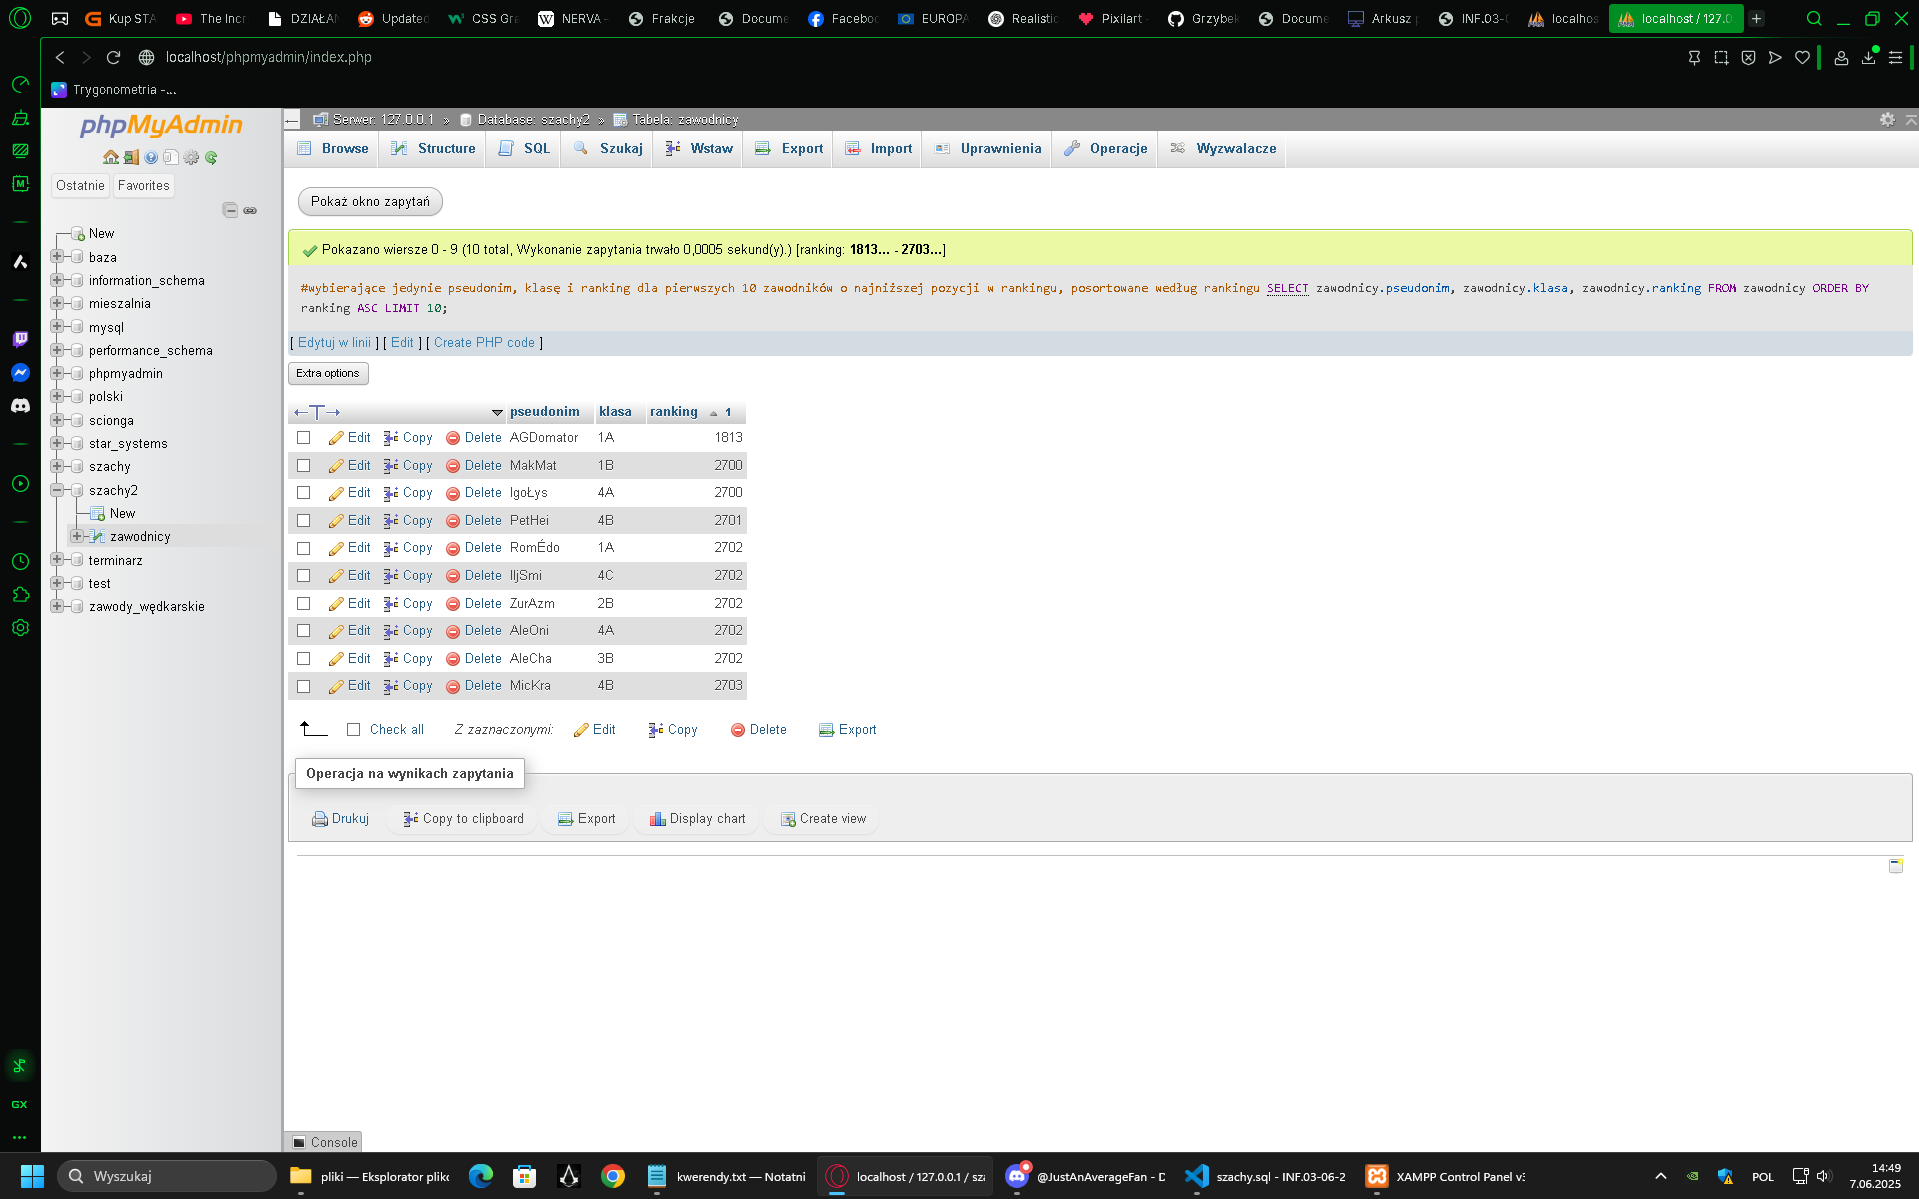 Kup STA
The Incr
DZIAŁAN
Updated
CSS Gra
NERVA -
Frakcje
Docume
Facebo
EUROPA
Realistic
Pixilart -
Grzybek
Docume
Arkusz p
INF.03-0
localhos
localhost / 127.0
localhost/phpmyadmin/index.php
Trygonometria -...
phpMyAdmin
Ostatnie
Favorites
New
baza
information_schema
mieszalnia
mysql
performance_schema
phpmyadmin
polski
scionga
star_systems
szachy
szachy2
New
zawodnicy
terminarz
test
zawody_wędkarskie
Serwer: 127.0.0.1 » Database: szachy2 » Tabela: zawodnicy
Browse Structure SQL Szukaj Wstaw Export Import Uprawnienia Operacje Wyzwalacze
Pokaż okno zapytań
Pokazano wiersze 0 - 9 (10 total, Wykonanie zapytania trwało 0,0005 sekund(y).) [ranking: 1813... - 2703...]
#wybierające jedynie pseudonim, klasę i ranking dla pierwszych 10 zawodników o najniższej pozycji w rankingu, posortowane według rankingu SELECT zawodnicy.pseudonim, zawodnicy.klasa, zawodnicy.ranking FROM zawodnicy ORDER BY
ranking ASC LIMIT 10;
[ Edytuj w linii ] [ Edit ] [ Create PHP code ]
Extra options
←T→ pseudonim klasa ranking 1
Edit Copy Delete AGDomator 1A 1813
Edit Copy Delete MakMat 1B 2700
Edit Copy Delete IgoŁys 4A 2700
Edit Copy Delete PetHei 4B 2701
Edit Copy Delete RomÉdo 1A 2702
Edit Copy Delete IljSmi 4C 2702
Edit Copy Delete ZurAzm 2B 2702
Edit Copy Delete AleOni 4A 2702
Edit Copy Delete AleCha 3B 2702
Edit Copy Delete MicKra 4B 2703
Check all Z zaznaczonymi: Edit Copy Delete Export
Operacja na wynikach zapytania
Drukuj Copy to clipboard Export Display chart Create view
Console
GX
Wyszukaj
pliki — Eksplorator plikó
kwerendy.txt — Notatni
localhost / 127.0.0.1 / sza
@JustAnAverageFan - D
szachy.sql - INF.03-06-2
XAMPP Control Panel v3
POL
14:49
7.06.2025